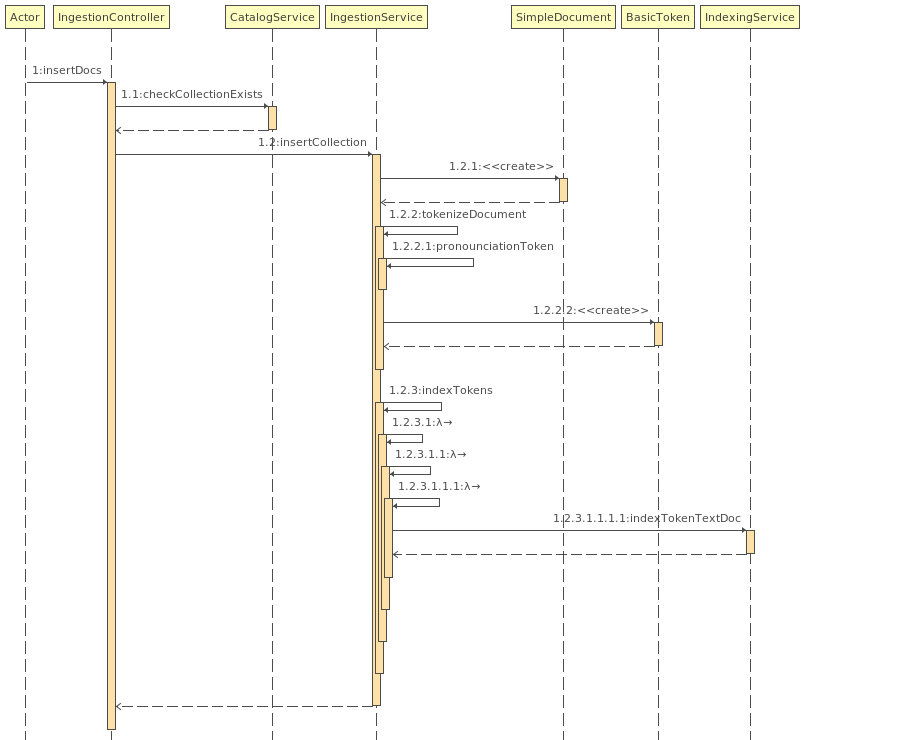 Actor IngestionController CatalogService IngestionService SimpleDocument BasicToken IndexingService
1:insertDocs
1.1:checkCollectionExists
1.2:insertCollection
1.2.1:<<create>>
1.2.2:tokenizeDocument
1.2.2.1:pronounciationToken
1.2.2.2:<<create>>
1.2.3:indexTokens
1.2.3.1:λ→
1.2.3.1.1:λ→
1.2.3.1.1.1:λ→
1.2.3.1.1.1.1:indexTokenTextDoc